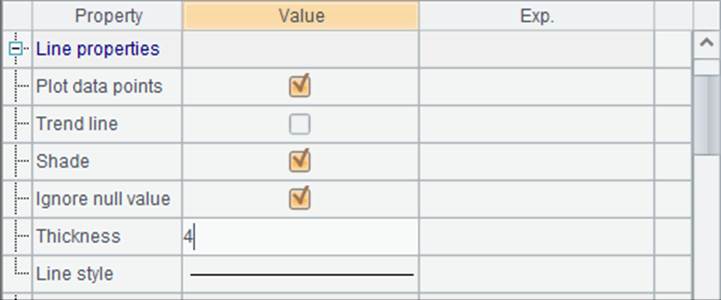 Property Value Exp.
Line properties
Plot data points
Trend line
Shade
Ignore null value
Thickness 4
Line style